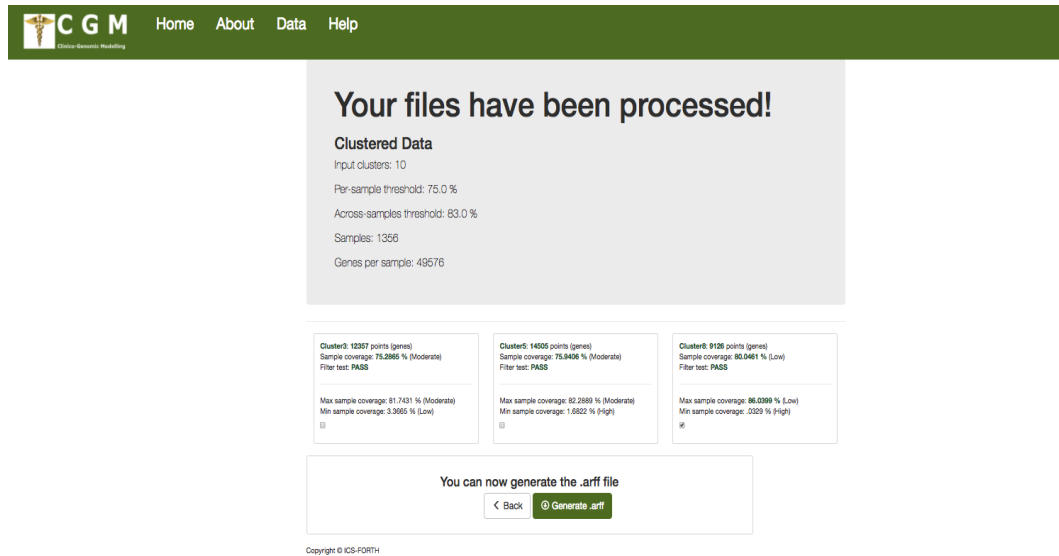 C G M
Clinico-Genomic Modelling
Home About Data Help
Your files have been processed!
Clustered Data
Input clusters: 10
Per-sample threshold: 75.0 %
Across-samples threshold: 83.0 %
Samples: 1356
Genes per sample: 49576
Cluster3: 12357 points (genes)
Sample coverage: 75.2865 % (Moderate)
Filter test: PASS
Max sample coverage: 81.7431 % (Moderate)
Min sample coverage: 3.3665 % (Low)
Cluster5: 14505 points (genes)
Sample coverage: 75.9406 % (Moderate)
Filter test: PASS
Max sample coverage: 82.2889 % (Moderate)
Min sample coverage: 1.6822 % (High)
Cluster8: 9126 points (genes)
Sample coverage: 80.0461 % (Low)
Filter test: PASS
Max sample coverage: 86.0399 % (Low)
Min sample coverage: .0329 % (High)
You can now generate the .arff file
Back
Generate .arff
Copyright © ICS-FORTH